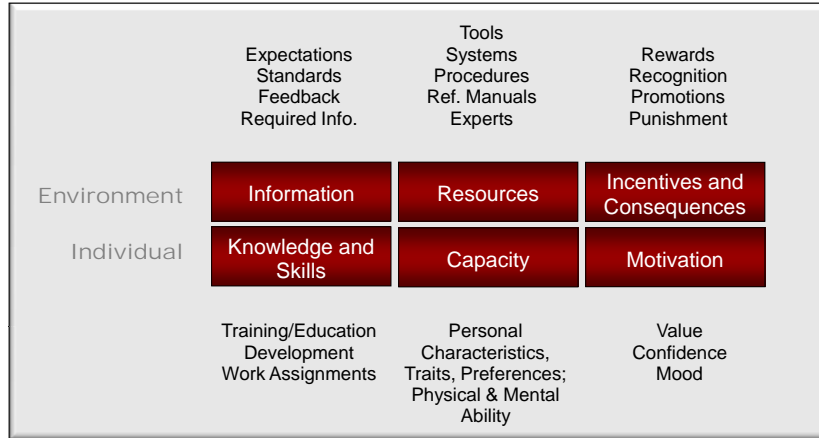 Expectations
Standards
Feedback
Required Info.
Tools
Systems
Procedures
Ref. Manuals
Experts
Rewards
Recognition
Promotions
Punishment
Environment
Information
Resources
Incentives and
Consequences
Individual
Knowledge and
Skills
Capacity
Motivation
Training/Education
Development
Work Assignments
Personal
Characteristics,
Traits, Preferences;
Physical & Mental
Ability
Value
Confidence
Mood